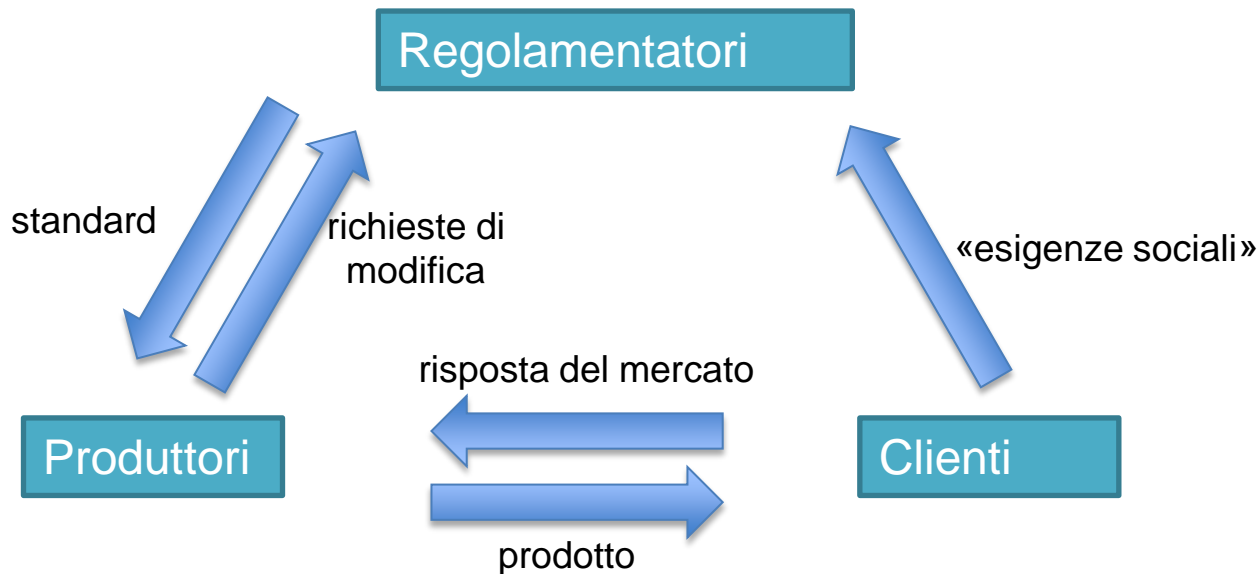 Regolamentatori
standard
richieste di
modifica
«esigenze sociali»
risposta del mercato
Produttori
Clienti
prodotto